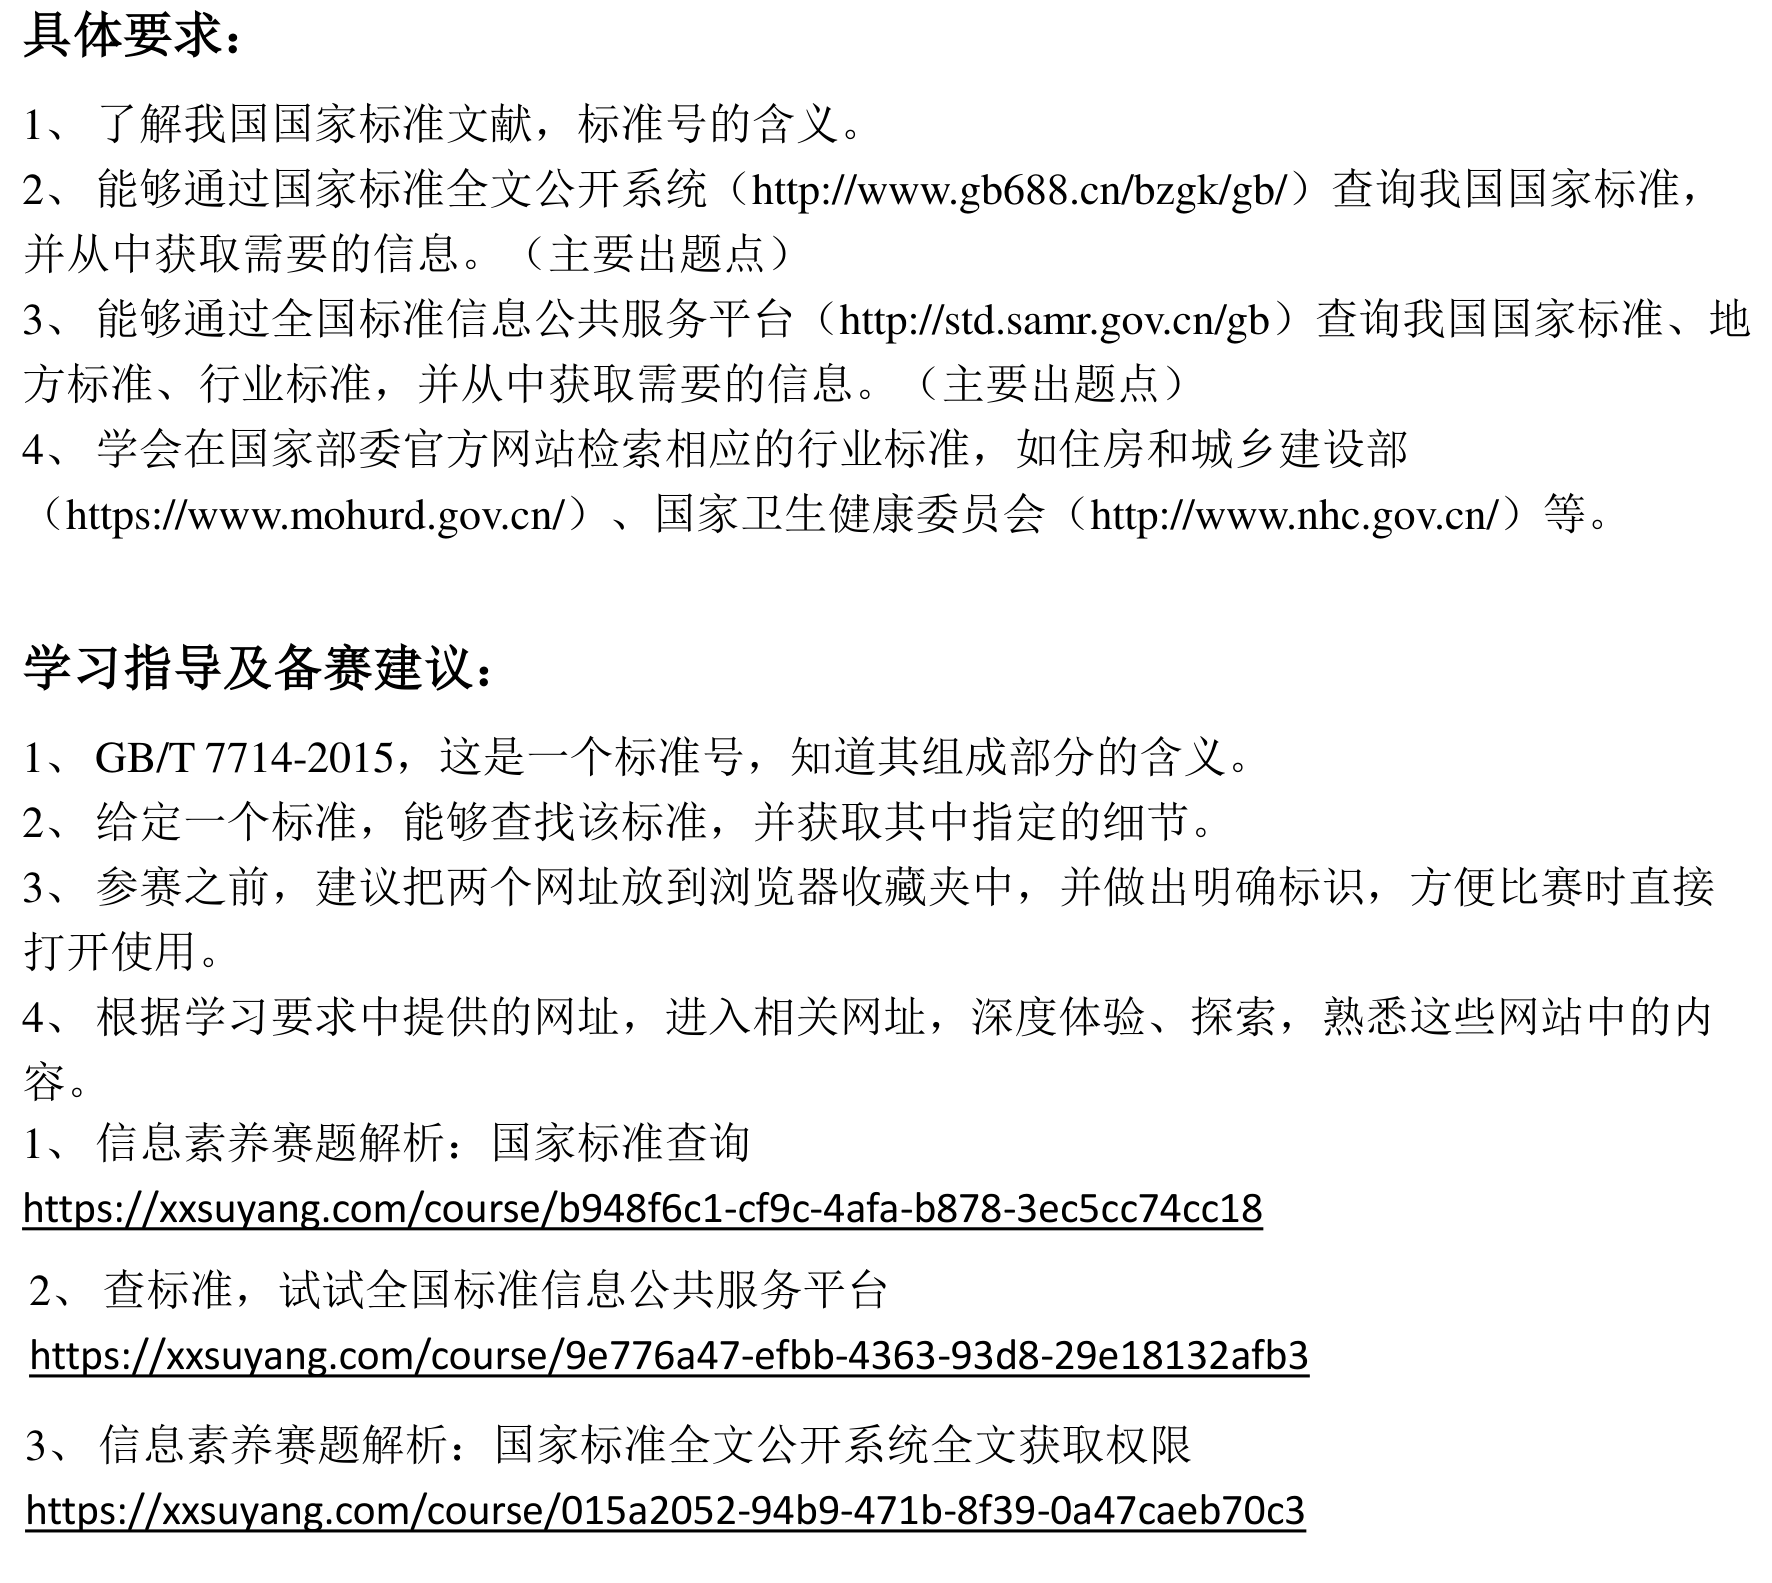 具体要求：
1、 了解我国国家标准文献，标准号的含义。
2、 能够通过国家标准全文公开系统（http://www.gb688.cn/bzgk/gb/）查询我国国家标准，
并从中获取需要的信息。（主要出题点）
3、 能够通过全国标准信息公共服务平台（http://std.samr.gov.cn/gb）查询我国国家标准、地
方标准、行业标准，并从中获取需要的信息。（主要出题点）
4、 学会在国家部委官方网站检索相应的行业标准，如住房和城乡建设部
（https://www.mohurd.gov.cn/）、国家卫生健康委员会（http://www.nhc.gov.cn/）等。
学习指导及备赛建议：
1、 GB/T 7714-2015，这是一个标准号，知道其组成部分的含义。
2、 给定一个标准，能够查找该标准，并获取其中指定的细节。
3、 参赛之前，建议把两个网址放到浏览器收藏夹中，并做出明确标识，方便比赛时直接
打开使用。
4、 根据学习要求中提供的网址，进入相关网址，深度体验、探索，熟悉这些网站中的内
容。
1、 信息素养赛题解析：国家标准查询
https://xxsuyang.com/course/b948f6c1-cf9c-4afa-b878-3ec5cc74cc18
2、 查标准，试试全国标准信息公共服务平台
https://xxsuyang.com/course/9e776a47-efbb-4363-93d8-29e18132afb3
3、 信息素养赛题解析：国家标准全文公开系统全文获取权限
https://xxsuyang.com/course/015a2052-94b9-471b-8f39-0a47caeb70c3